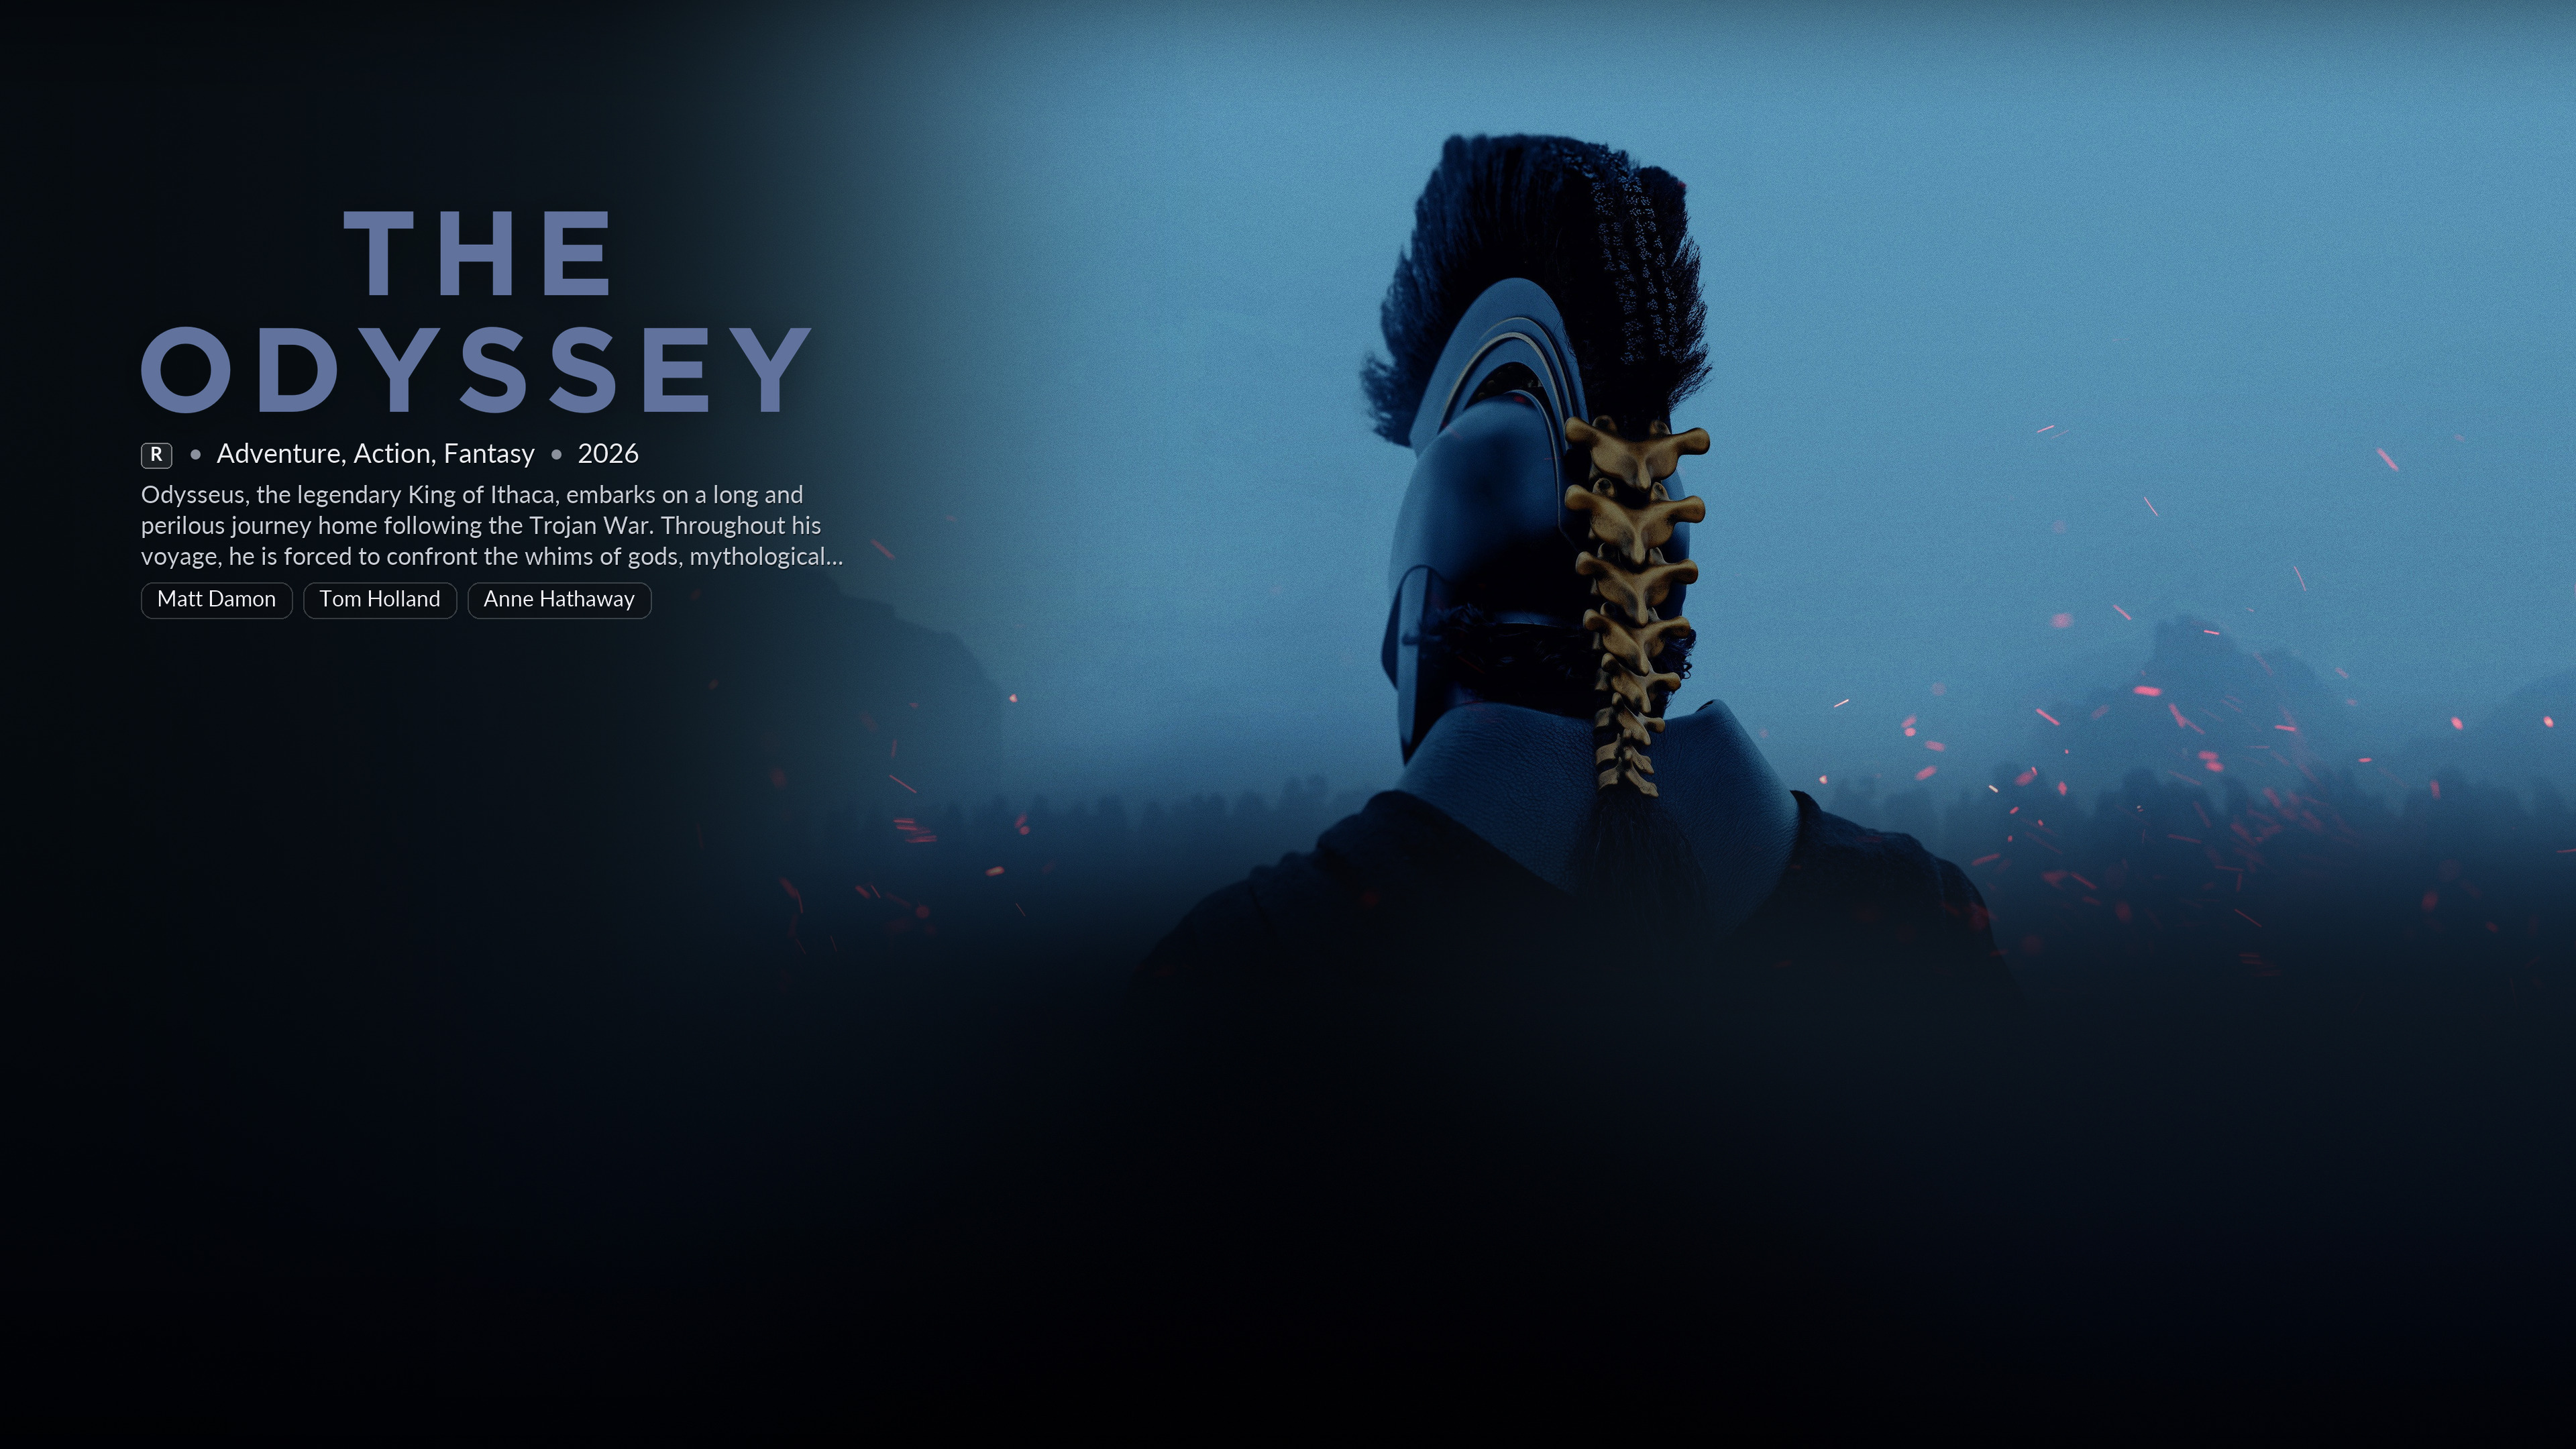 THE
ODYSSEY
R • Adventure, Action, Fantasy • 2026
Odysseus, the legendary King of Ithaca, embarks on a long and
perilous journey home following the Trojan War. Throughout his
voyage, he is forced to confront the whims of gods, mythological...
Matt Damon Tom Holland Anne Hathaway